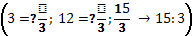 (3 =?□/3; 12 =?□/3; 15/3 → 15: 3)